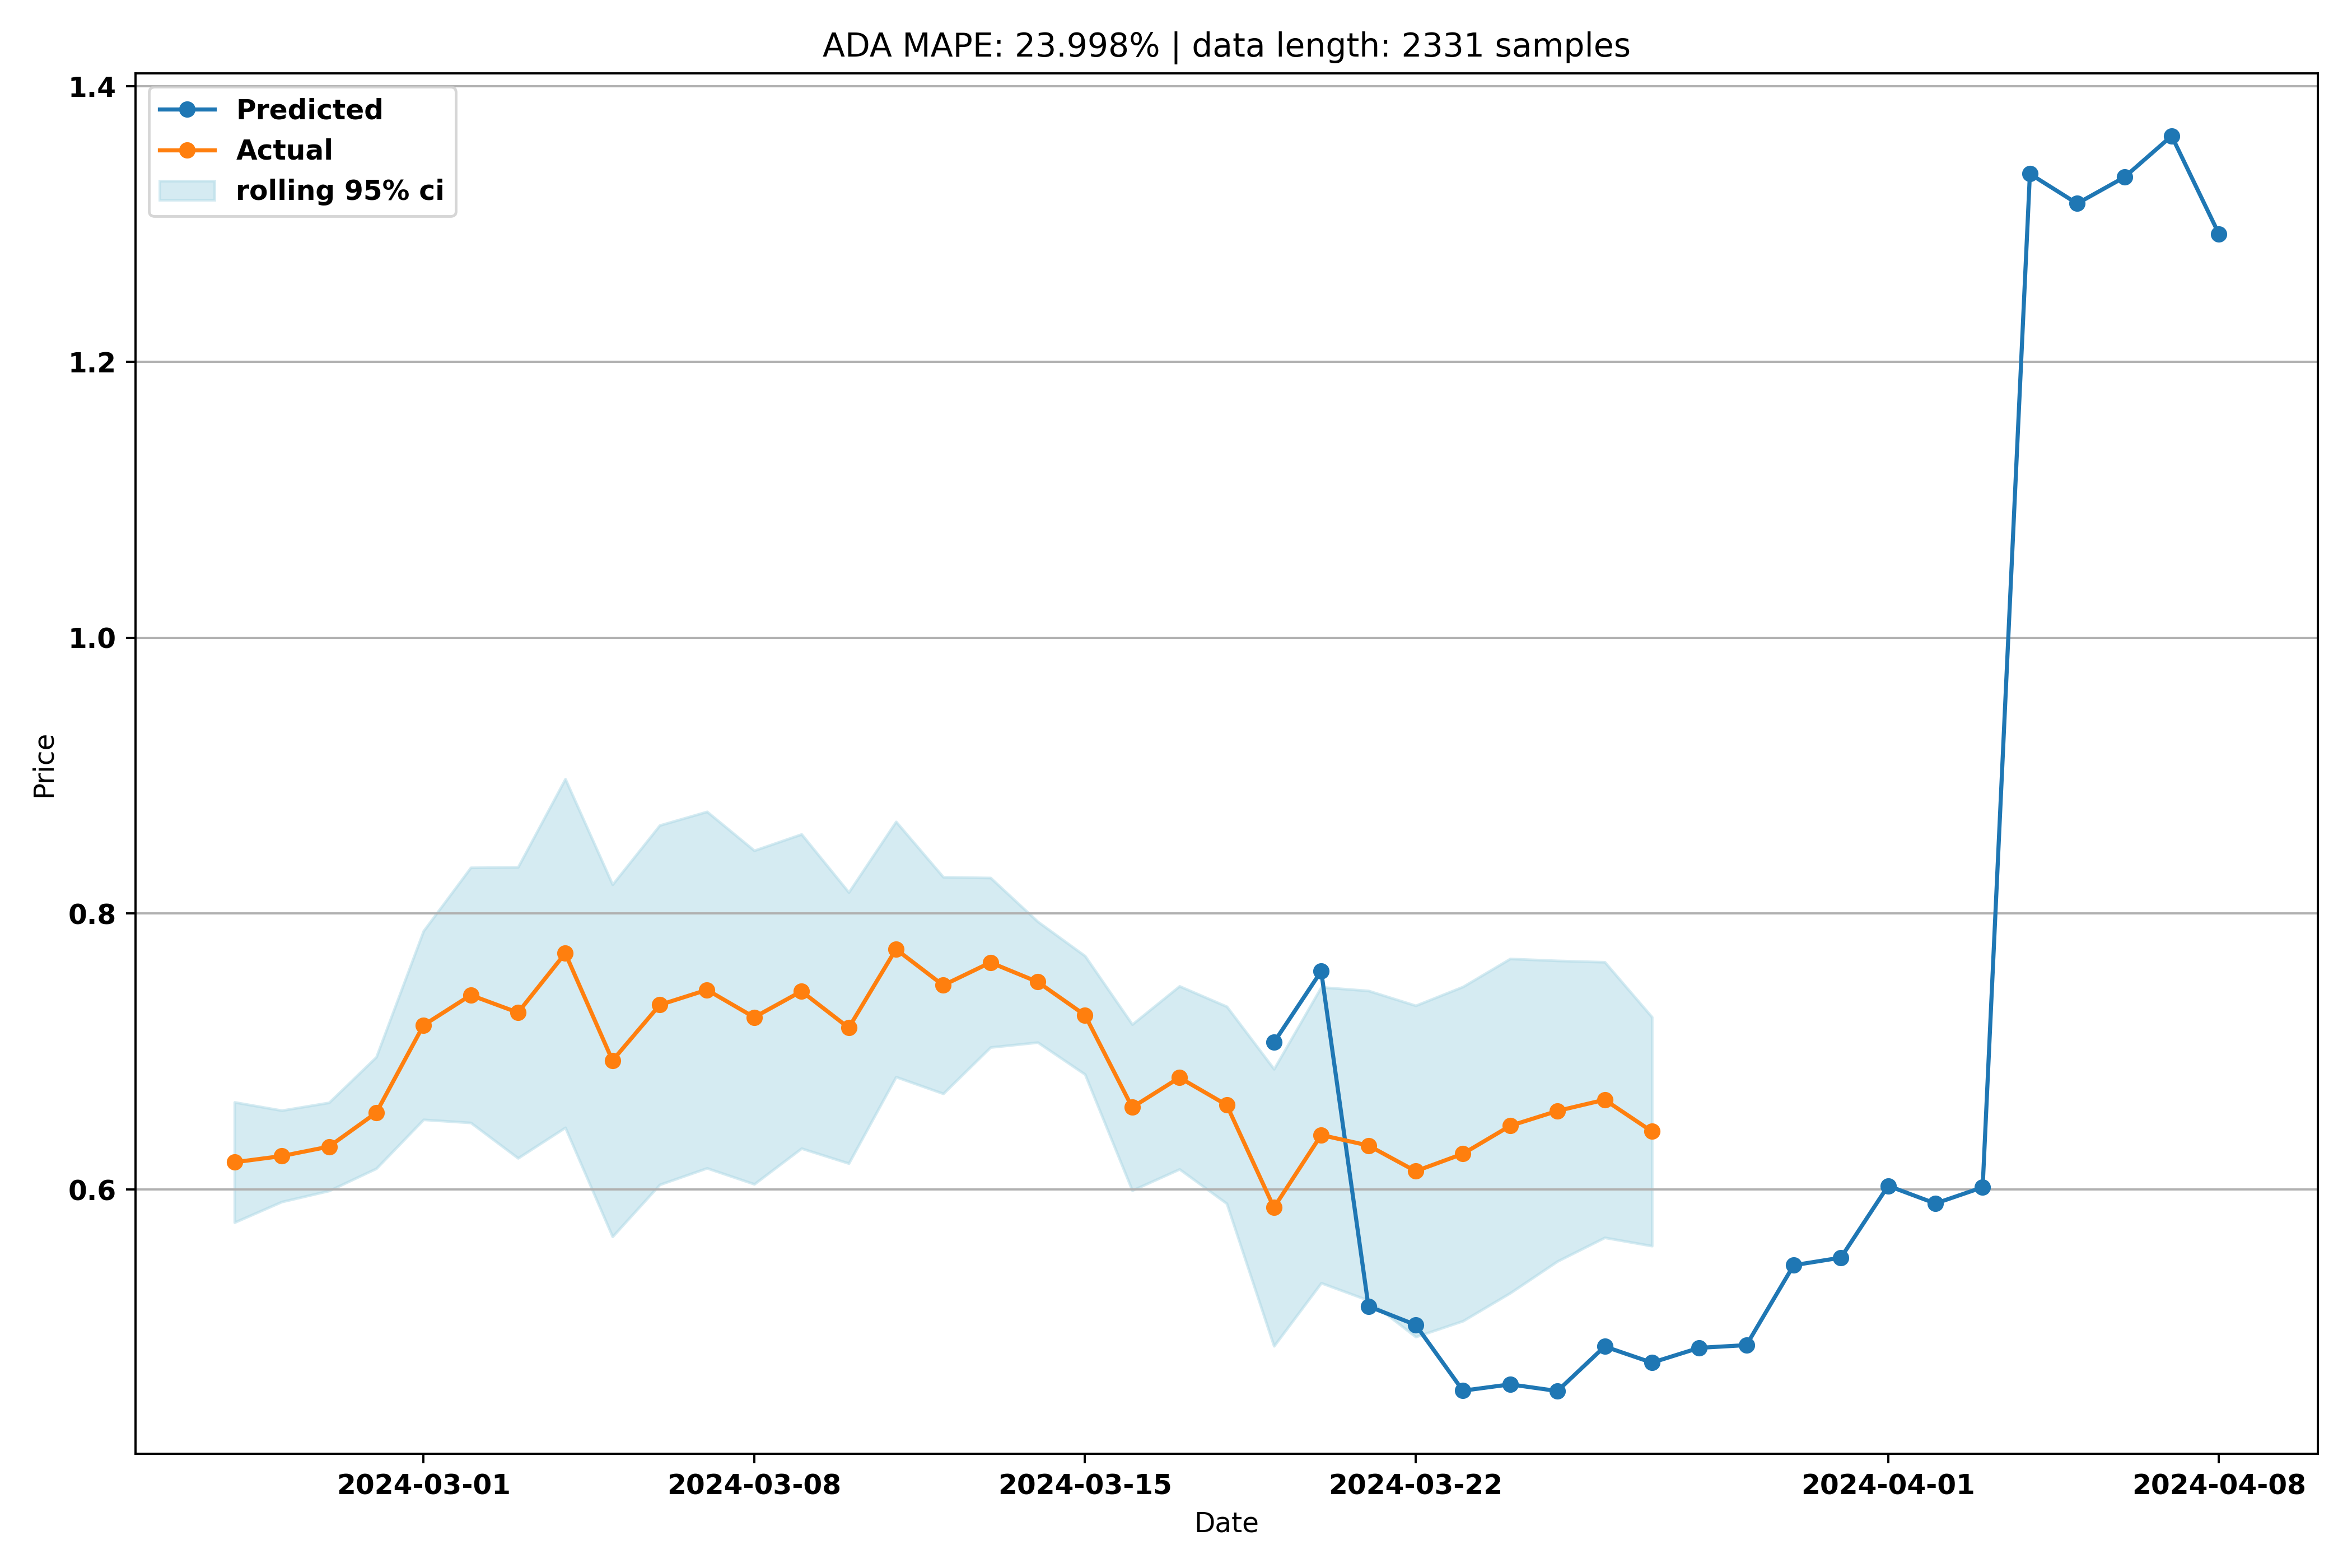 ADA MAPE: 23.998% | data length: 2331 samples
Predicted
Actual
rolling 95% ci
1.4
1.2
1.0
0.8
0.6
Price
2024-03-01 2024-03-08 2024-03-15 2024-03-22 2024-04-01 2024-04-08
Date